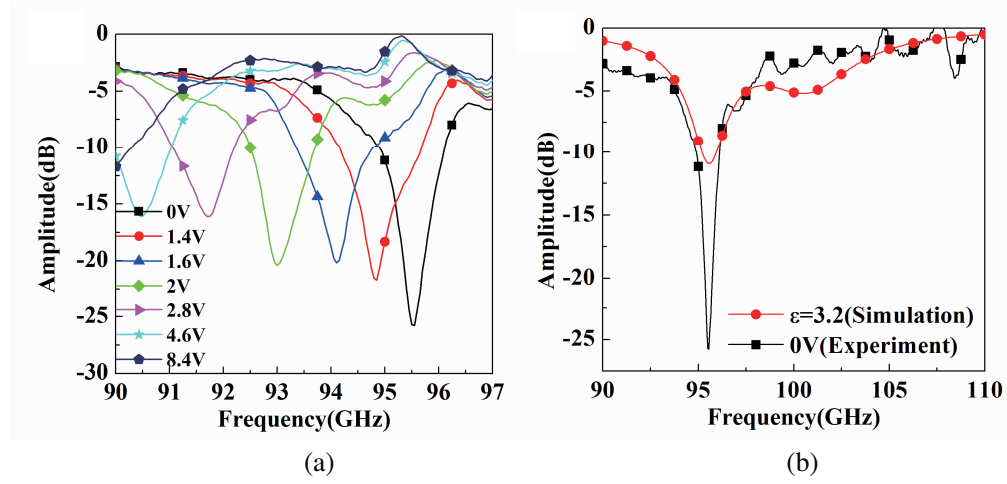 0
-5
-10
-15
-20
-25
-30
Amplitude(dB)
0V
1.4V
1.6V
2V
2.8V
4.6V
8.4V
90 91 92 93 94 95 96 97
Frequency(GHz)
(a)
0
-5
-10
-15
-20
-25
Amplitude(dB)
ε=3.2(Simulation)
0V(Experiment)
90 95 100 105 110
Frequency(GHz)
(b)